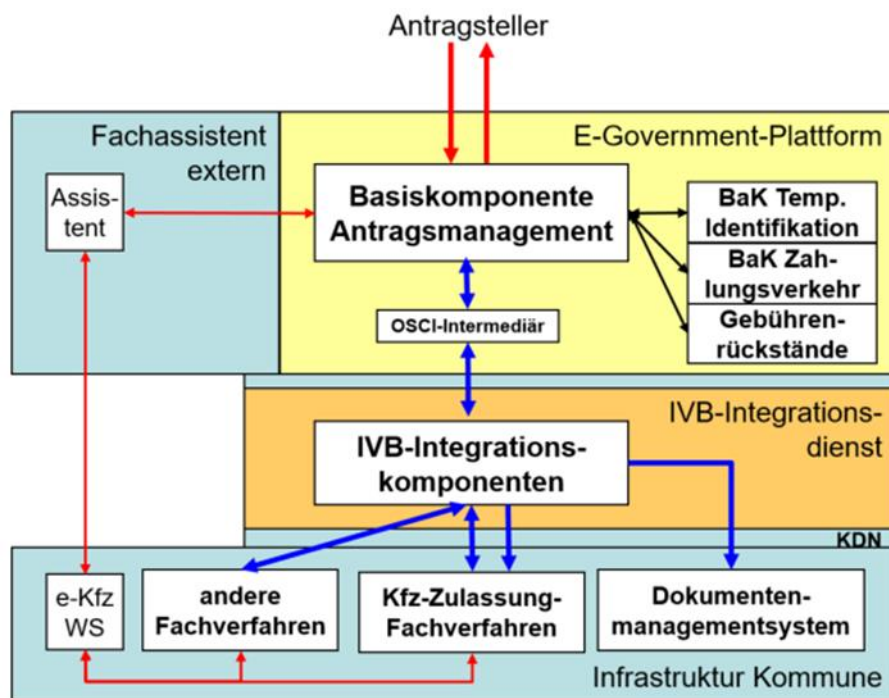 Antragsteller
Fachassistent
extern
E-Government-Plattform
Assis-
tent
Basiskomponente
Antragsmanagement
BaK Temp.
Identifikation
BaK Zah-
lungsverkehr
Gebühren-
rückstände
OSCI-Intermediär
IVB-Integrations-
dienst
IVB-Integrations-
komponenten
KDN
e-Kfz
WS
andere
Fachverfahren
Kfz-Zulassung-
Fachverfahren
Dokumenten-
managementsystem
Infrastruktur Kommune